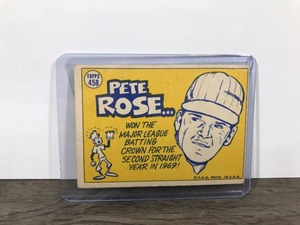 TOPPS
458
PETE
ROSE...
WON THE
MAJOR LEAGUE
BATTING
CROWN FOR THE
SECOND STRAIGHT
YEAR IN 1969!